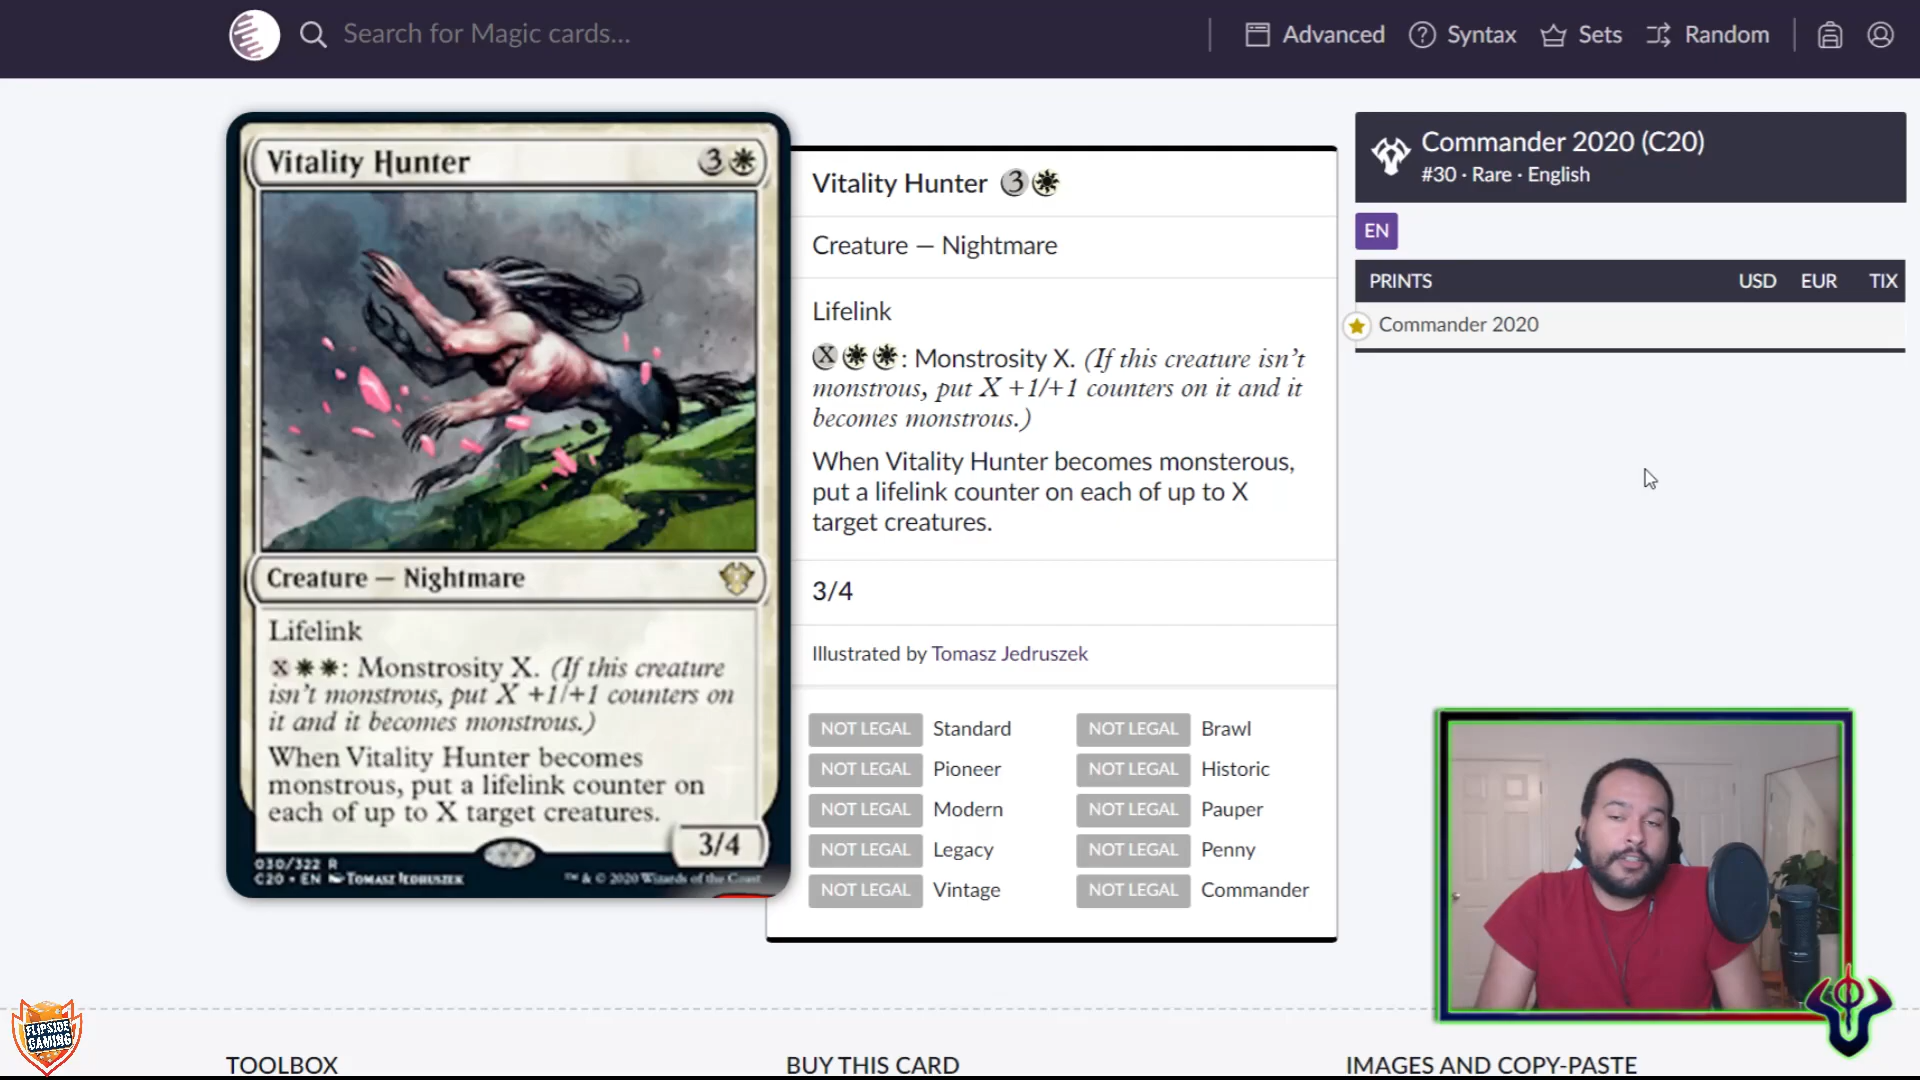 Search for Magic cards...
Advanced
Syntax
Sets
Random
Vitality Hunter 3
Creature — Nightmare
Lifelink
X: Monstrosity X. (If this creature
isn't monstrous, put X +1/+1 counters on
it and it becomes monstrous.)
When Vitality Hunter becomes
monstrous, put a lifelink counter on
each of up to X target creatures.
3/4
030/322 R
C20 • EN Tomasz Jedruszek
™ & © 2020 Wizards of the Coast
Vitality Hunter 3
Creature — Nightmare
Lifelink
X: Monstrosity X. (If this creature isn't
monstrous, put X +1/+1 counters on it and it
becomes monstrous.)
When Vitality Hunter becomes monsterous,
put a lifelink counter on each of up to X
target creatures.
3/4
Illustrated by Tomasz Jedruszek
NOT LEGAL Standard NOT LEGAL Brawl
NOT LEGAL Pioneer NOT LEGAL Historic
NOT LEGAL Modern NOT LEGAL Pauper
NOT LEGAL Legacy NOT LEGAL Penny
NOT LEGAL Vintage NOT LEGAL Commander
Commander 2020 (C20)
#30 · Rare · English
EN
PRINTS USD EUR TIX
Commander 2020
FLIPSIDE
GAMING
TOOLBOX
BUY THIS CARD
IMAGES AND COPY-PASTE